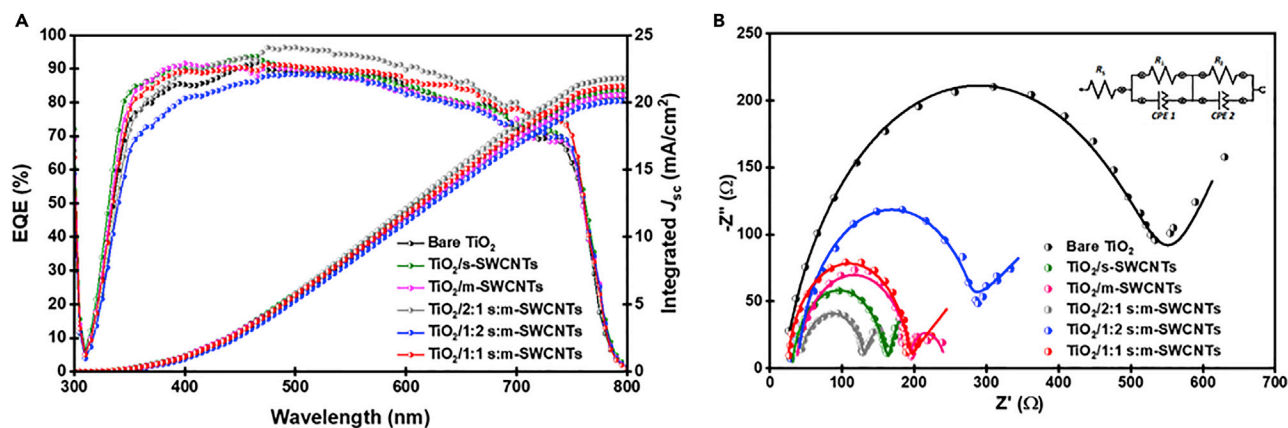 A
100
90
80
70
60
50
40
30
20
10
0
EQE (%)
25
20
15
10
5
0
Integrated Jsc (mA/cm²)
300 400 500 600 700 800
Wavelength (nm)
Bare TiO₂
TiO₂/s-SWCNTs
TiO₂/m-SWCNTs
TiO₂/2:1 s:m-SWCNTs
TiO₂/1:2 s:m-SWCNTs
TiO₂/1:1 s:m-SWCNTs
B
250
200
150
100
50
0
-Z'' (Ω)
0 100 200 300 400 500 600 700
Z' (Ω)
CPE 1 CPE 2
Bare TiO₂
TiO₂/s-SWCNTs
TiO₂/m-SWCNTs
TiO₂/2:1 s:m-SWCNTs
TiO₂/1:2 s:m-SWCNTs
TiO₂/1:1 s:m-SWCNTs